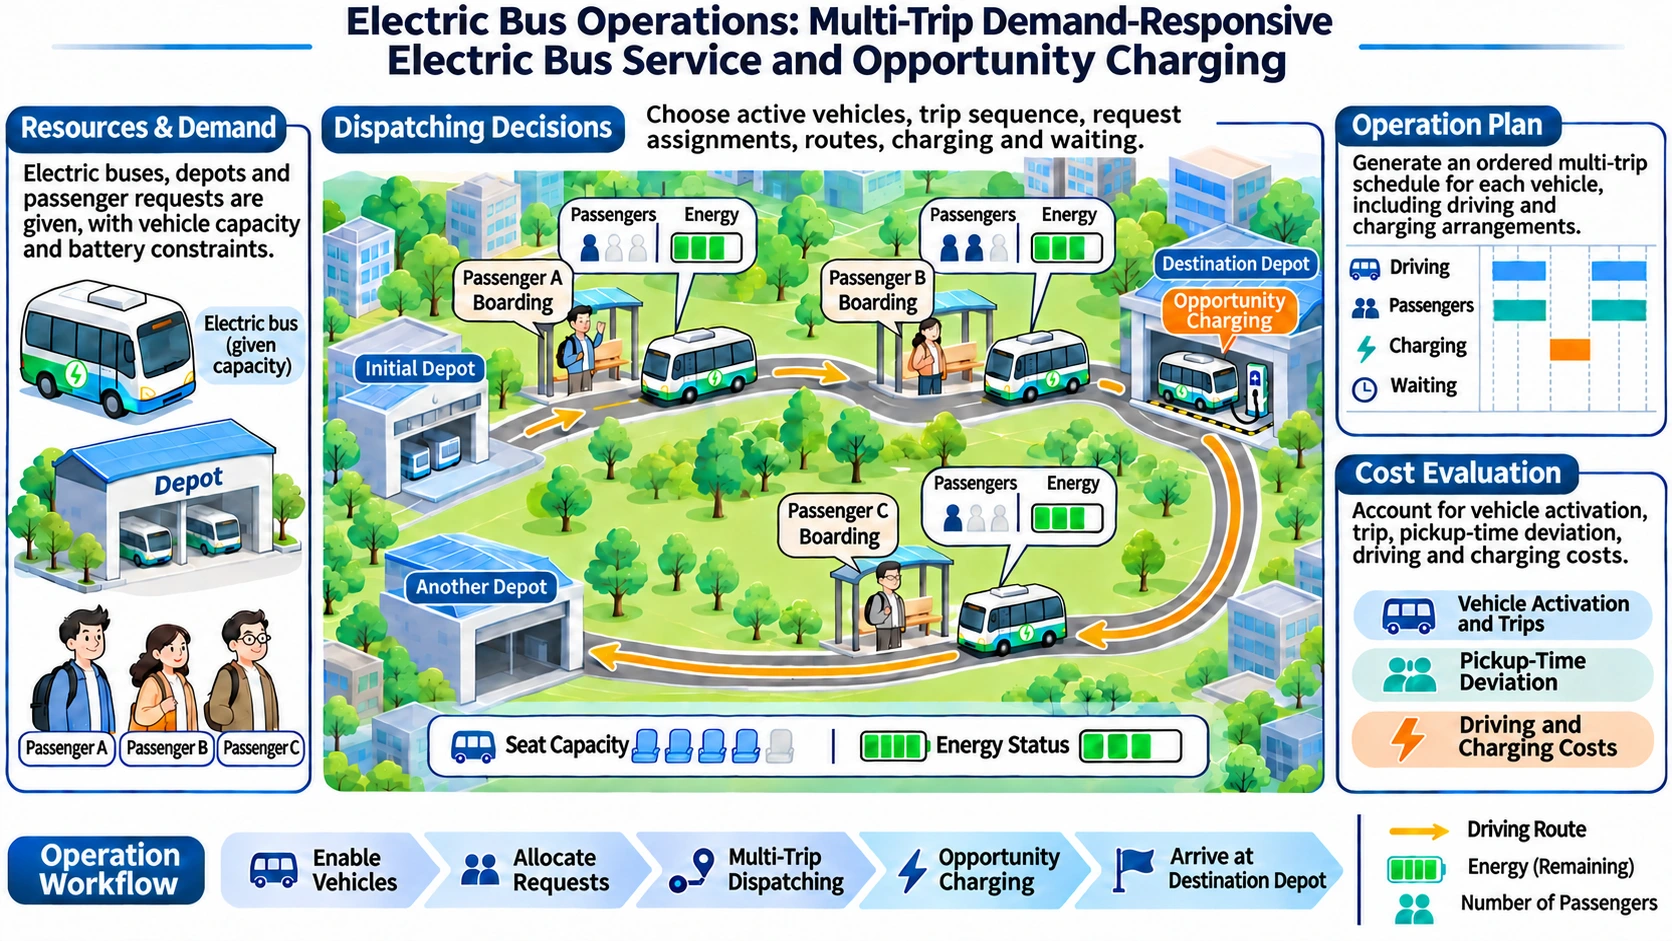 Electric Bus Operations: Multi-Trip Demand-Responsive
Electric Bus Service and Opportunity Charging
Resources & Demand
Electric buses, depots and
passenger requests are
given, with vehicle capacity
and battery constraints.
Electric bus
(given
capacity)
Depot
Passenger A
Passenger B
Passenger C
Dispatching Decisions
Choose active vehicles, trip sequence, request
assignments, routes, charging and waiting.
Passengers
Energy
Passenger A
Boarding
Passengers
Energy
Passenger B
Boarding
Destination Depot
Opportunity
Charging
Initial Depot
Passengers
Energy
Passenger C
Boarding
Another Depot
Seat Capacity
Energy Status
Operation Plan
Generate an ordered multi-trip
schedule for each vehicle,
including driving and
charging arrangements.
Driving
Passengers
Charging
Waiting
Cost Evaluation
Account for vehicle activation,
trip, pickup-time deviation,
driving and charging costs.
Vehicle Activation
and Trips
Pickup-Time
Deviation
Driving and
Charging Costs
Operation
Workflow
Enable
Vehicles
Allocate
Requests
Multi-Trip
Dispatching
Opportunity
Charging
Arrive at
Destination Depot
Driving Route
Energy (Remaining)
Number of Passengers